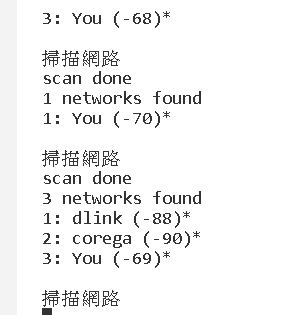 3: You (-68)*
掃描網路
scan done
1 networks found
1: You (-70)*
掃描網路
scan done
3 networks found
1: dlink (-88)*
2: corega (-90)*
3: You (-69)*
掃描網路